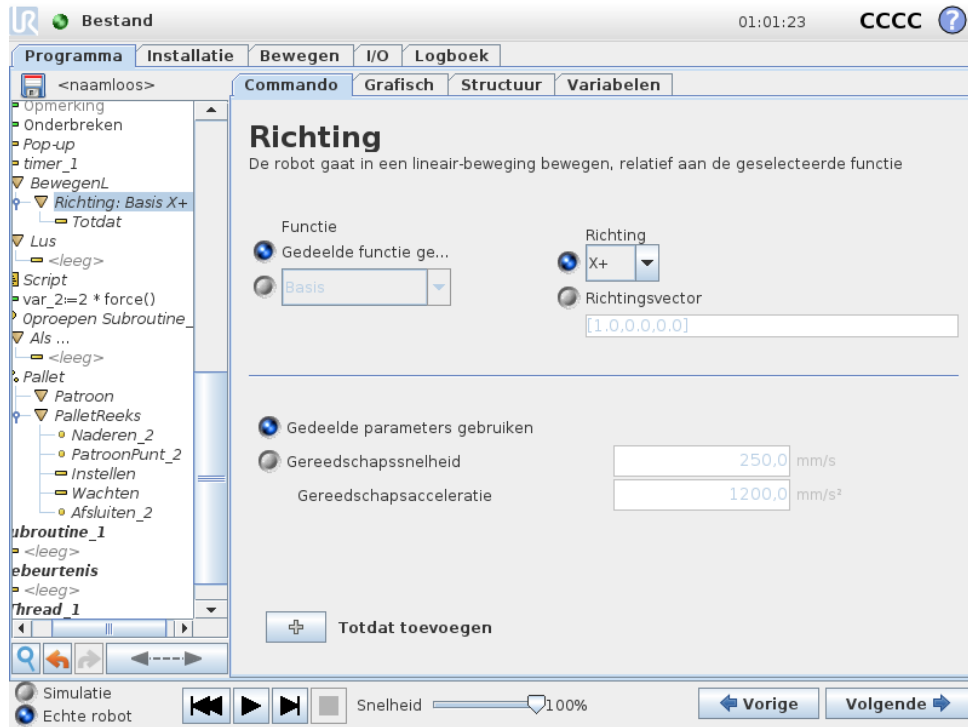 UR Bestand 01:01:23 CCCC ?
Programma Installatie Bewegen I/O Logboek
<naamloos>
Commando Grafisch Structuur Variabelen
Opmerking
Onderbreken
Pop-up
timer_1
BewegenL
Richting: Basis X+
Totdat
Lus
<leeg>
Script
var_2:=2 * force()
Oproepen Subroutine_
Als ...
<leeg>
Pallet
Patroon
PalletReeks
Naderen_2
PatroonPunt_2
Instellen
Wachten
Afsluiten_2
ubroutine_1
<leeg>
ebeurtenis
<leeg>
Thread_1
Richting
De robot gaat in een lineair-beweging bewegen, relatief aan de geselecteerde functie
Functie
Gedeelde functie ge...
Basis
Richting
X+
Richtingsvector
[1.0,0.0,0.0]
Gedeelde parameters gebruiken
Gereedschapssnelheid 250,0 mm/s
Gereedschapsacceleratie 1200,0 mm/s²
Totdat toevoegen
Simulatie
Echte robot
Snelheid 100%
Vorige Volgende